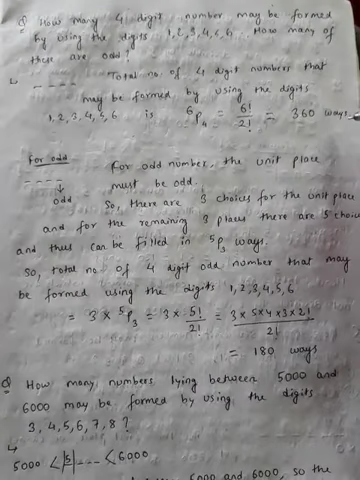 Q How many 4 digit number may be formed
by using the digits 1,2,3,4,5,6 How many of
these are odd?
↳ _ _ _ _ Total no. of 4 digit numbers that
may be formed by using the digits
1,2,3,4,5,6 is ⁶P₄ = 6!/2! = 360 ways.
For odd For odd number, the unit place
_ _ _ _ must be odd.
↓
odd So, there are 3 choices for the unit place
and for the remaining 3 places there are 5 choice
and thus can be filled in ⁵P₃ ways.
So, total no. of 4 digit odd number that may
be formed using the digits 1,2,3,4,5,6
= 3 × ⁵P₃ = 3 × 5!/2! = 3 × 5×4×3×2!/2!
= 180 ways
Q How many numbers lying between 5000 and
6000 may be formed by using the digits
3, 4, 5, 6, 7, 8?
↳
5000 < |5| _ _ _ < 6000
5000 and 6000, so the